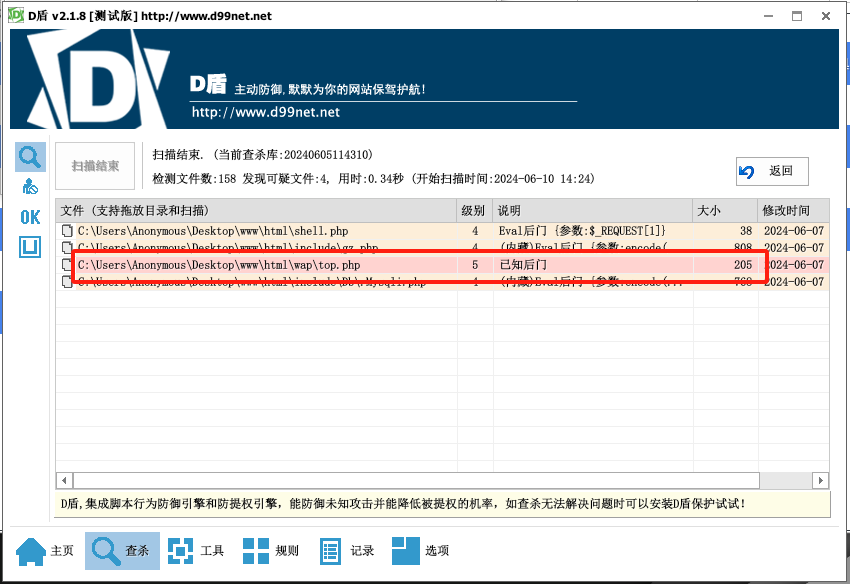 D盾 v2.1.8 [测试版] http://www.d99net.net
D盾 主动防御,默默为你的网站保驾护航!
http://www.d99net.net
扫描结束
扫描结束. (当前查杀库:20240605114310)
检测文件数:158 发现可疑文件:4, 用时:0.34秒 (开始扫描时间:2024-06-10 14:24)
返回
文件 (支持拖放目录和扫描) 级别 说明 大小 修改时间
C:\Users\Anonymous\Desktop\www\html\shell.php 4 Eval后门 {参数:$_REQUEST[1]} 38 2024-06-07
C:\Users\Anonymous\Desktop\www\html\include\gz.php 4 (内藏)Eval后门 {参数:encode( 808 2024-06-07
C:\Users\Anonymous\Desktop\www\html\wap\top.php 5 已知后门 205 2024-06-07
C:\Users\Anonymous\Desktop\www\html\include\Db\rMysqli.php 4 (内藏)Eval后门 {参数:encode(... 768 2024-06-07
OK
D盾,集成脚本行为防御引擎和防提权引擎,能防御未知攻击并能降低被提权的机率,如查杀无法解决问题时可以安装D盾保护试试!
主页 查杀 工具 规则 记录 选项